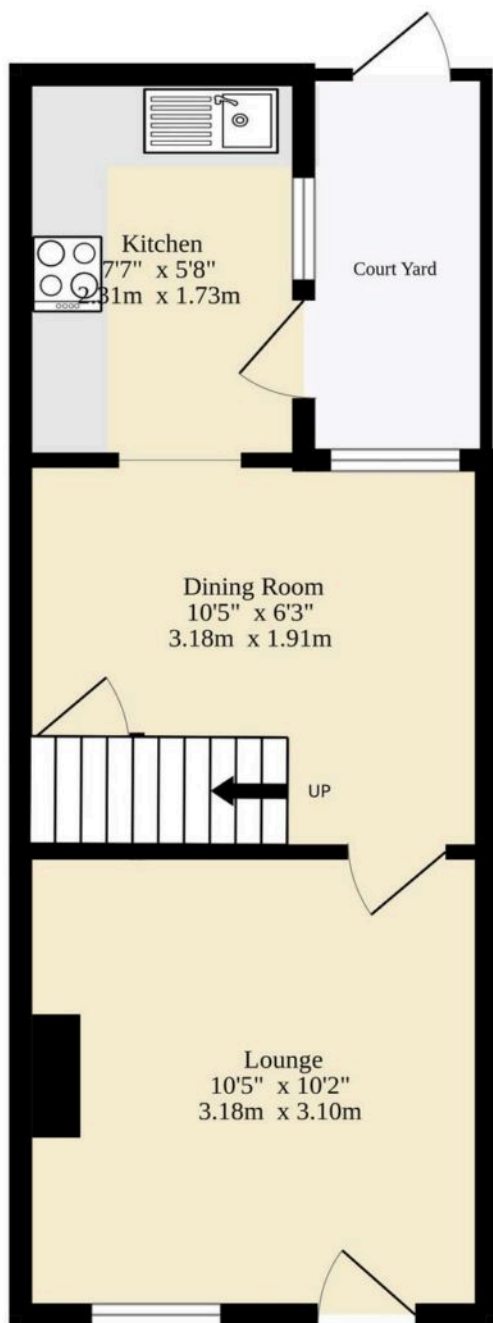 Kitchen
7'7" x 5'8"
2.31m x 1.73m
Court Yard
Dining Room
10'5" x 6'3"
3.18m x 1.91m
UP
Lounge
10'5" x 10'2"
3.18m x 3.10m